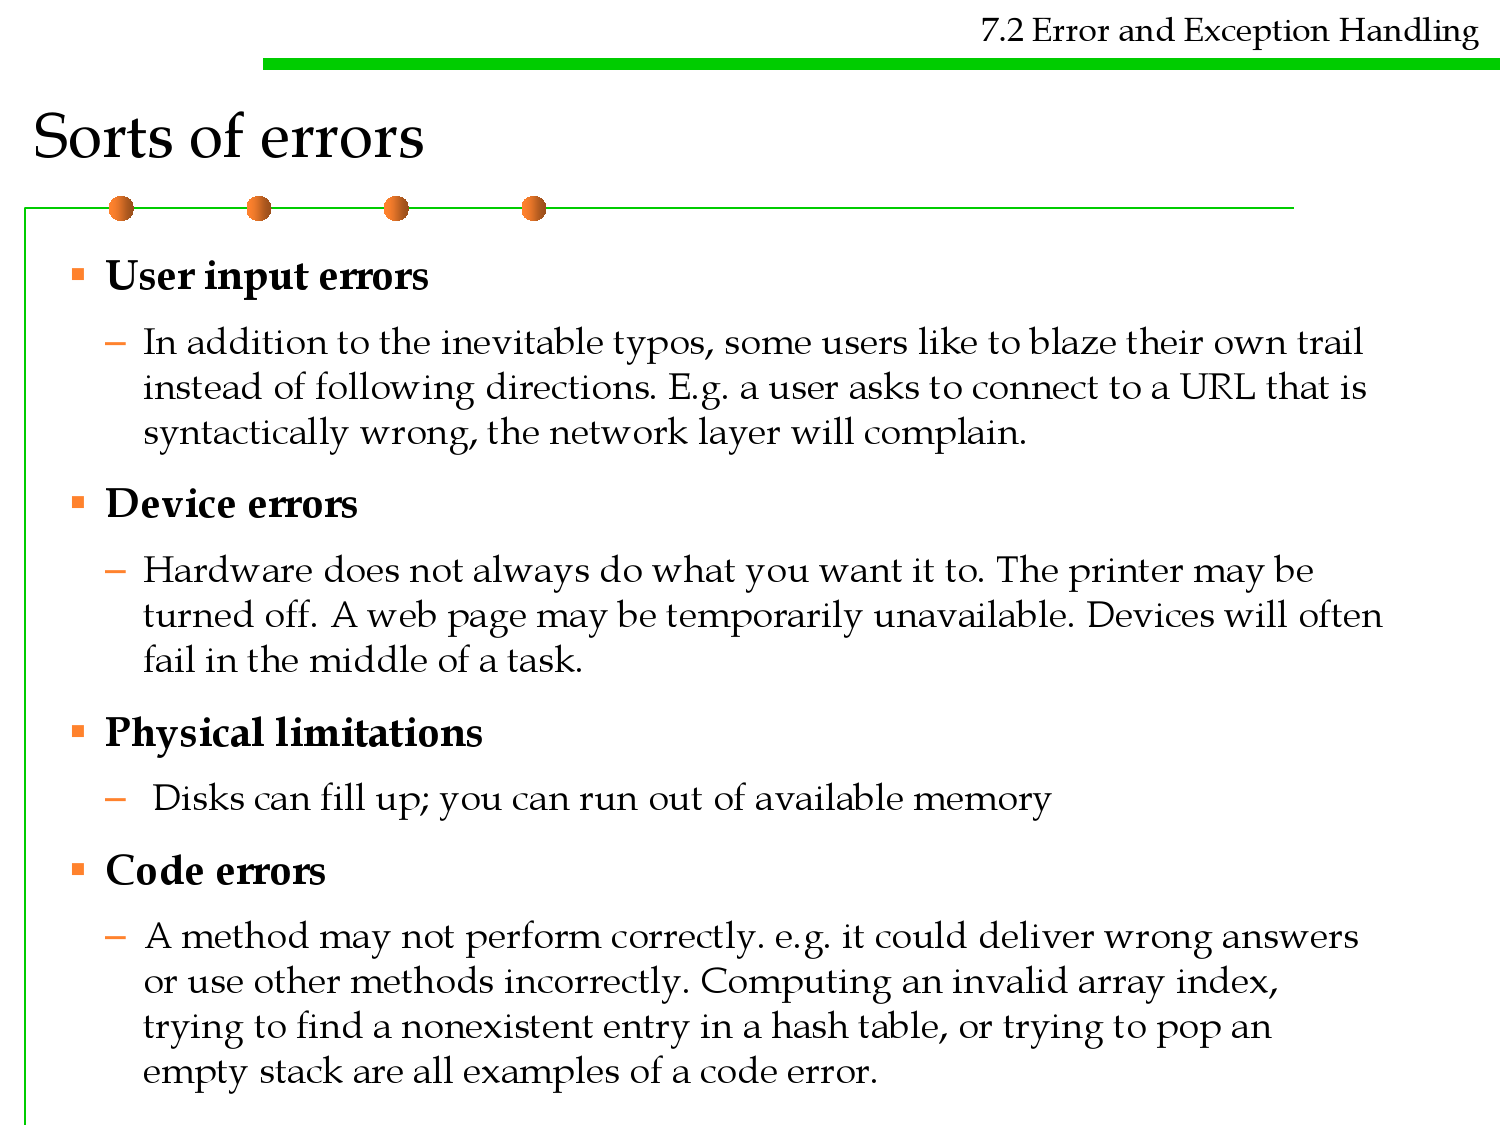 7.2 Error and Exception Handling
Sorts of errors
User input errors
– In addition to the inevitable typos, some users like to blaze their own trail
instead of following directions. E.g. a user asks to connect to a URL that is
syntactically wrong, the network layer will complain.
Device errors
– Hardware does not always do what you want it to. The printer may be
turned off. A web page may be temporarily unavailable. Devices will often
fail in the middle of a task.
Physical limitations
– Disks can fill up; you can run out of available memory
Code errors
– A method may not perform correctly. e.g. it could deliver wrong answers
or use other methods incorrectly. Computing an invalid array index,
trying to find a nonexistent entry in a hash table, or trying to pop an
empty stack are all examples of a code error.